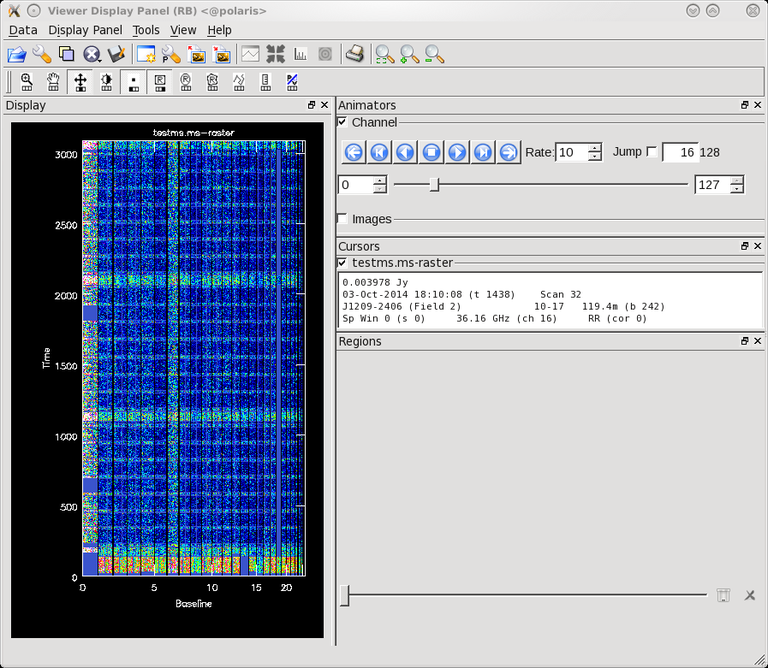 Viewer Display Panel (RB) <@polaris>
Data Display Panel Tools View Help
Display
testms.ms-raster
3000
2500
2000
1500
1000
500
0
Time
0 5 10 15 20
Baseline
Animators
Channel
Rate: 10 Jump 16 128
0 127
Images
Cursors
testms.ms-raster
0.003978 Jy
03-Oct-2014 18:10:08 (t 1438) Scan 32
J1209-2406 (Field 2) 10-17 119.4m (b 242)
Sp Win 0 (s 0) 36.16 GHz (ch 16) RR (cor 0)
Regions